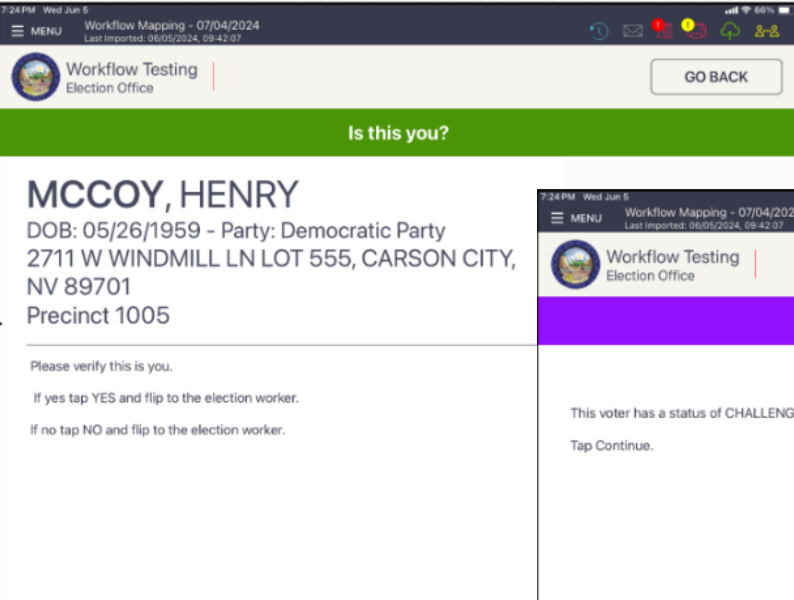 7:24 PM Wed Jun 5
66%
MENU
Workflow Mapping - 07/04/2024
Last Imported: 06/05/2024, 09:42:07
Workflow Testing
Election Office
GO BACK
Is this you?
MCCOY, HENRY
DOB: 05/26/1959 - Party: Democratic Party
2711 W WINDMILL LN LOT 555, CARSON CITY,
NV 89701
Precinct 1005
Please verify this is you.
If yes tap YES and flip to the election worker.
If no tap NO and flip to the election worker.
7:24 PM Wed Jun 5
MENU
Workflow Mapping - 07/04/202
Last Imported: 06/05/2024, 09:42:07
Workflow Testing
Election Office
This voter has a status of CHALLENG
Tap Continue.